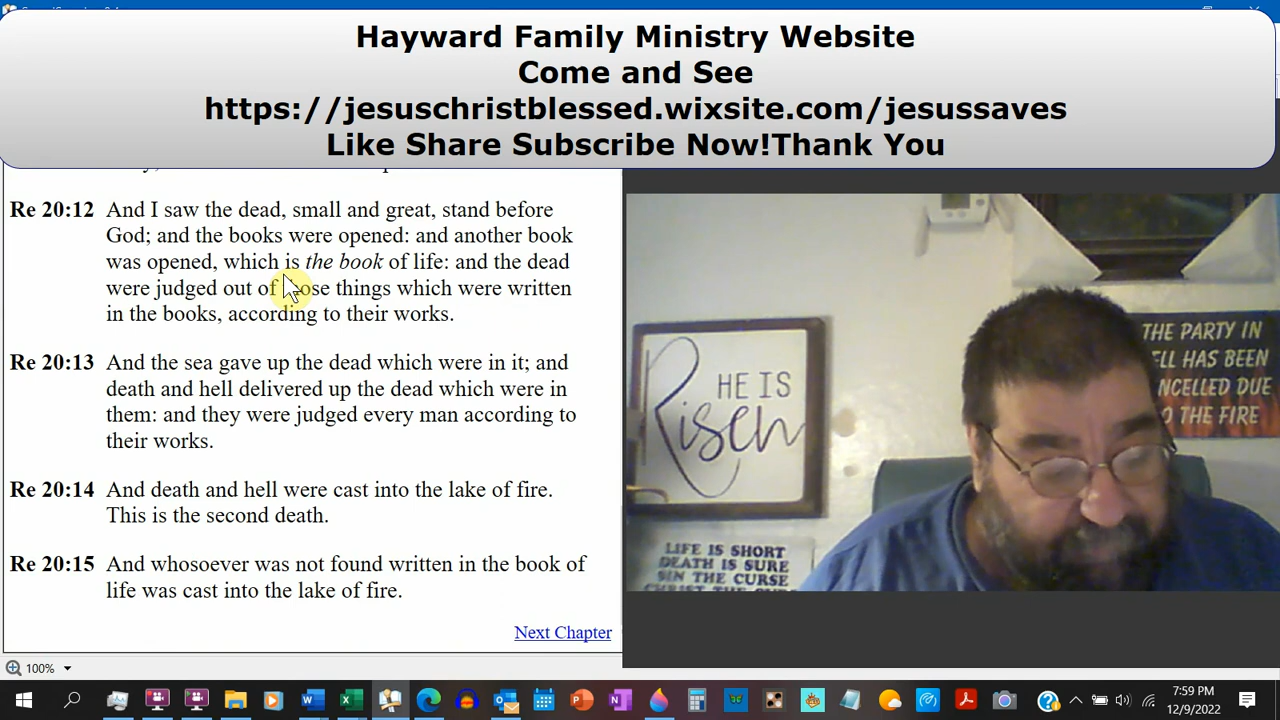 Hayward Family Ministry Website
Come and See
https://jesuschristblessed.wixsite.com/jesussaves
Like Share Subscribe Now!Thank You
Re 20:12 And I saw the dead, small and great, stand before
God; and the books were opened: and another book
was opened, which is the book of life: and the dead
were judged out of those things which were written
in the books, according to their works.
Re 20:13 And the sea gave up the dead which were in it; and
death and hell delivered up the dead which were in
them: and they were judged every man according to
their works.
Re 20:14 And death and hell were cast into the lake of fire.
This is the second death.
Re 20:15 And whosoever was not found written in the book of
life was cast into the lake of fire.
Next Chapter
HE IS
Risen
THE PARTY IN
ELL HAS BEEN
NCELLED DUE
O THE FIRE
LIFE IS SHORT
DEATH IS SURE
SIN THE CURSE
100%
7:59 PM
12/9/2022